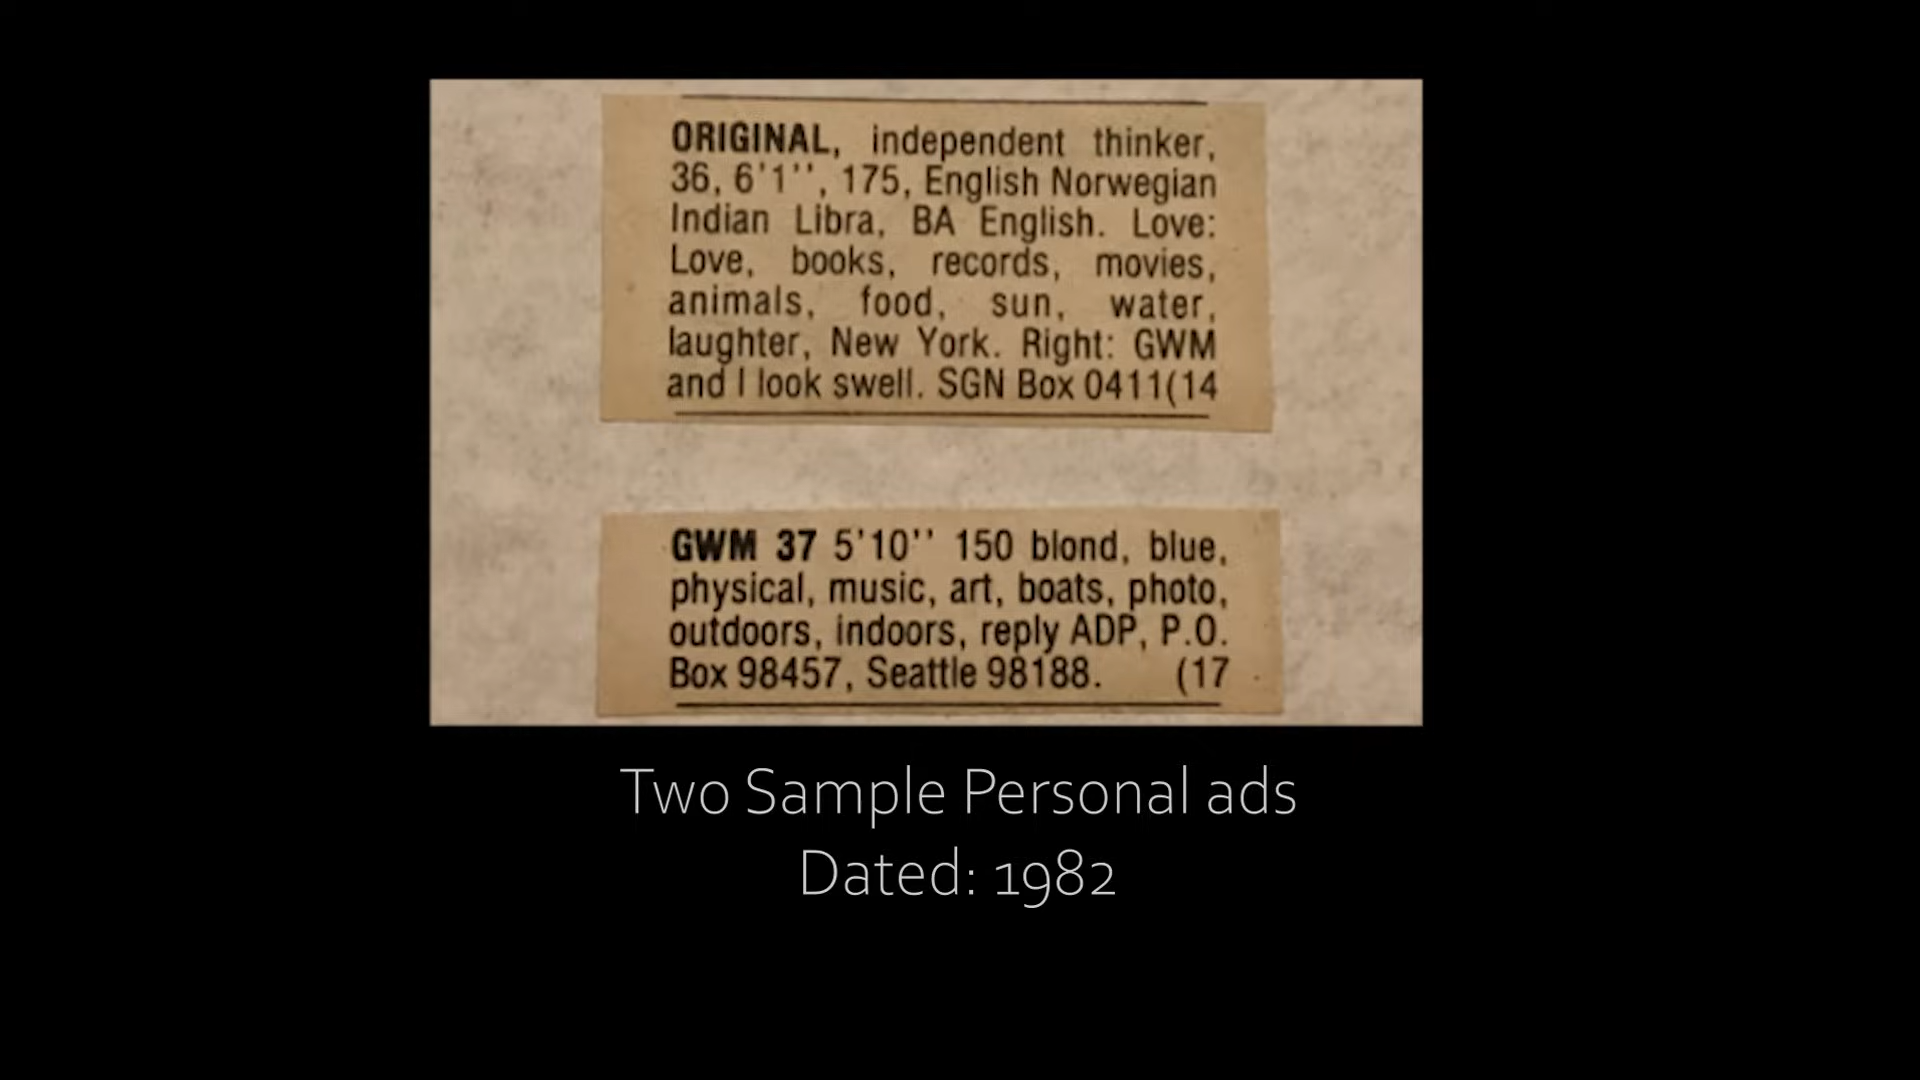 ORIGINAL, independent thinker,
36, 6'1'', 175, English Norwegian
Indian Libra, BA English. Love:
Love, books, records, movies,
animals, food, sun, water,
laughter, New York. Right: GWM
and I look swell. SGN Box 0411(14
GWM 37 5'10'' 150 blond, blue,
physical, music, art, boats, photo,
outdoors, indoors, reply ADP, P.O.
Box 98457, Seattle 98188. (17
Two Sample Personal ads
Dated: 1982